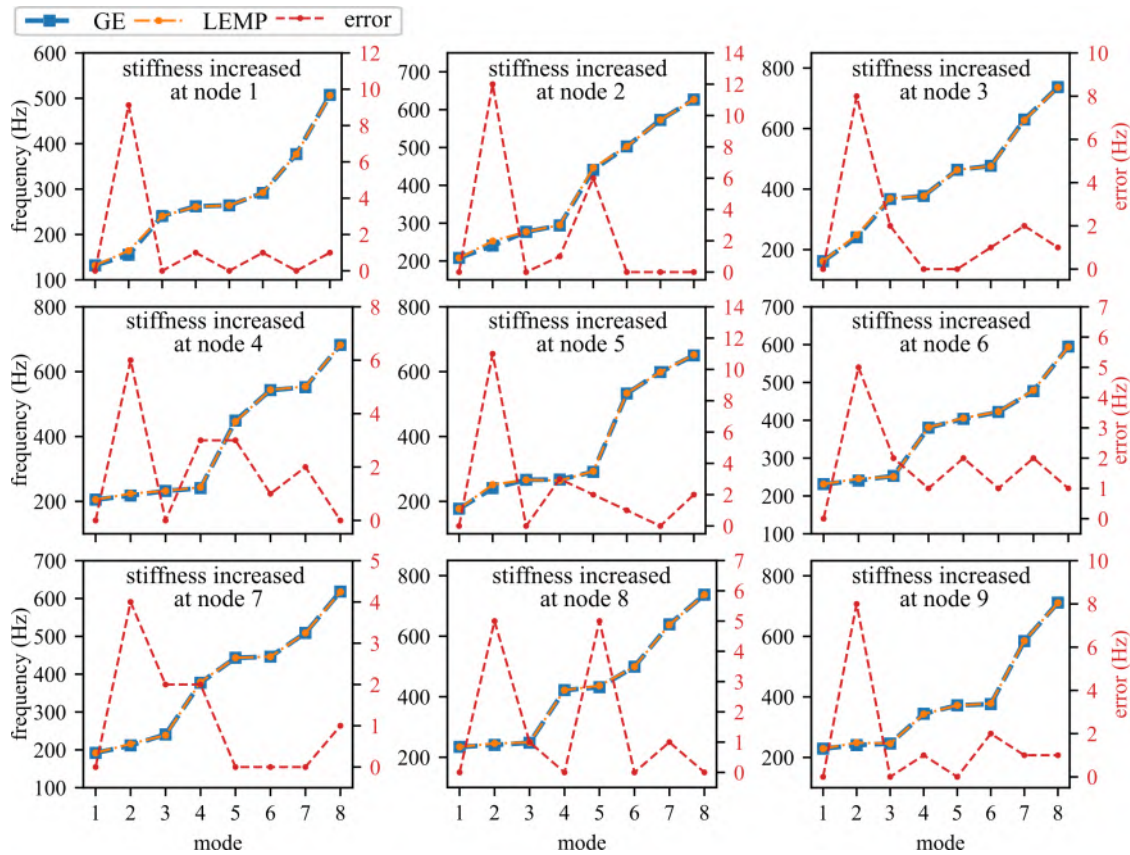 GE LEMP error
600 500 400 300 200 100
frequency (Hz)
stiffness increased
at node 1
12 10 8 6 4 2 0
700 600 500 400 300 200
stiffness increased
at node 2
14 12 10 8 6 4 2 0
800 600 400 200
stiffness increased
at node 3
10 8 6 4 2 0
error (Hz)
800 600 400 200
frequency (Hz)
stiffness increased
at node 4
8 6 4 2 0
800 600 400 200
stiffness increased
at node 5
14 12 10 8 6 4 2 0
700 600 500 400 300 200 100
stiffness increased
at node 6
7 6 5 4 3 2 1 0
error (Hz)
700 600 500 400 300 200 100
frequency (Hz)
stiffness increased
at node 7
5 4 3 2 1 0
1 2 3 4 5 6 7 8
mode
800 600 400 200
stiffness increased
at node 8
7 6 5 4 3 2 1 0
1 2 3 4 5 6 7 8
mode
800 600 400 200
stiffness increased
at node 9
10 8 6 4 2 0
error (Hz)
1 2 3 4 5 6 7 8
mode